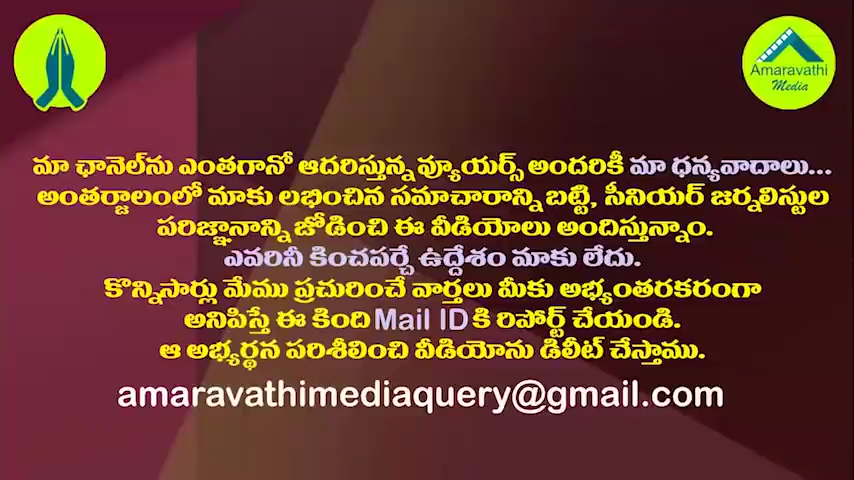 Amaravathi
Media
మా ఛానెల్‌ను ఎంతగానో ఆదరిస్తున్న వ్యూయర్స్ అందరికీ మా ధన్యవాదాలు...
అంతర్జాలంలో మాకు లభించిన సమాచారాన్ని బట్టి, సీనియర్ జర్నలిస్టుల
పరిజ్ఞానాన్ని జోడించి ఈ వీడియోలు అందిస్తున్నాం.
ఎవరినీ కించపర్చే ఉద్దేశం మాకు లేదు.
కొన్నిసార్లు మేము ప్రచురించే వార్తలు మీకు అభ్యంతరకరంగా
అనిపిస్తే ఈ కింది Mail ID కి రిపోర్ట్ చేయండి.
ఆ అభ్యర్థన పరిశీలించి వీడియోను డిలీట్ చేస్తాము.
amaravathimediaquery@gmail.com